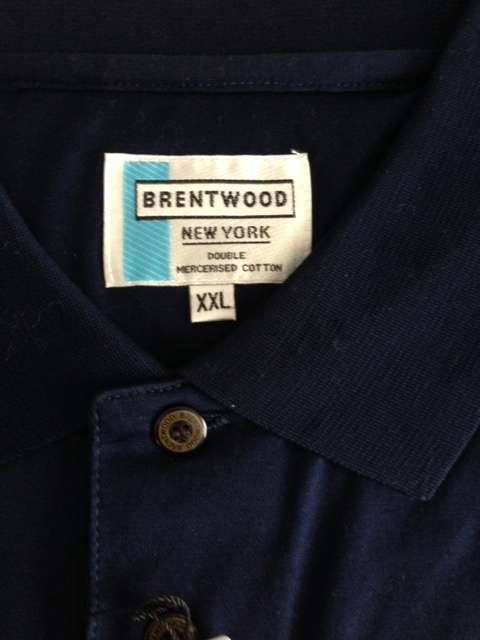 BRENTWOOD
NEW YORK
DOUBLE
MERCERISED COTTON
XXL